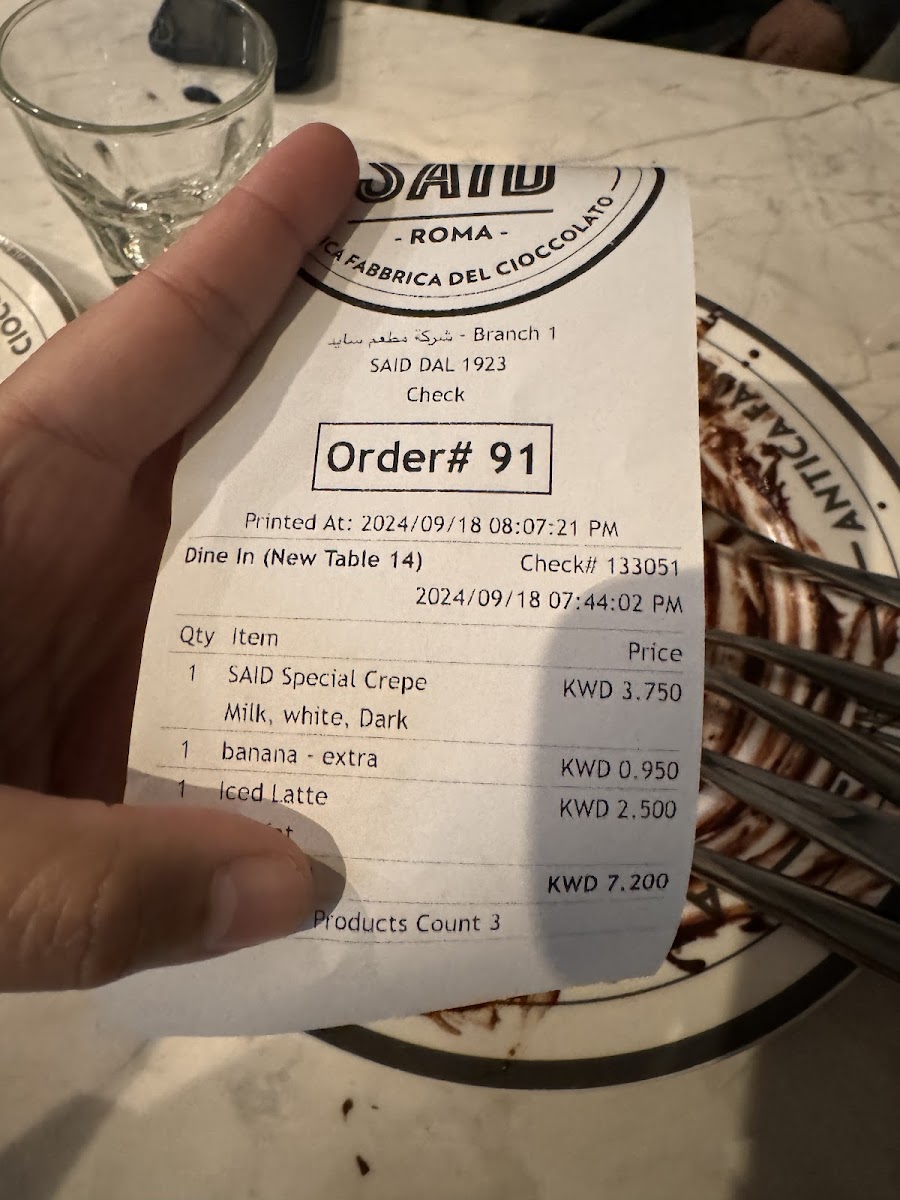 SAID
- ROMA -
FABBRICA DEL CIOCCOLATO
شركة مطعم سايد - Branch 1
SAID DAL 1923
Check
Order# 91
Printed At: 2024/09/18 08:07:21 PM
Dine In (New Table 14) Check# 133051
2024/09/18 07:44:02 PM
Qty Item Price
1 SAID Special Crepe KWD 3.750
Milk, white, Dark
1 banana - extra KWD 0.950
1 Iced Latte KWD 2.500
KWD 7.200
Products Count 3
ANTICA